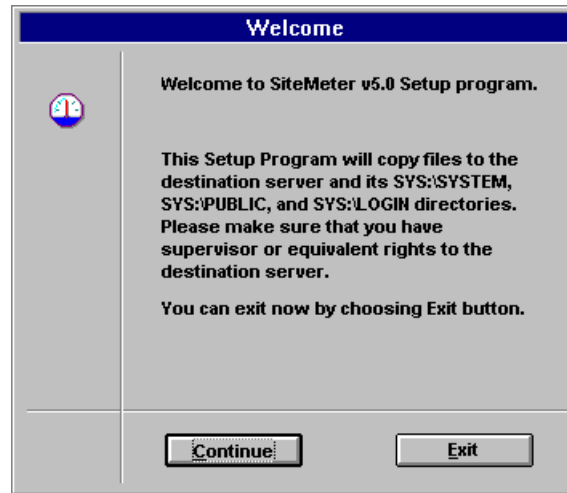 Welcome
Welcome to SiteMeter v5.0 Setup program.
This Setup Program will copy files to the
destination server and its SYS:\SYSTEM,
SYS:\PUBLIC, and SYS:\LOGIN directories.
Please make sure that you have
supervisor or equivalent rights to the
destination server.
You can exit now by choosing Exit button.
Continue
Exit